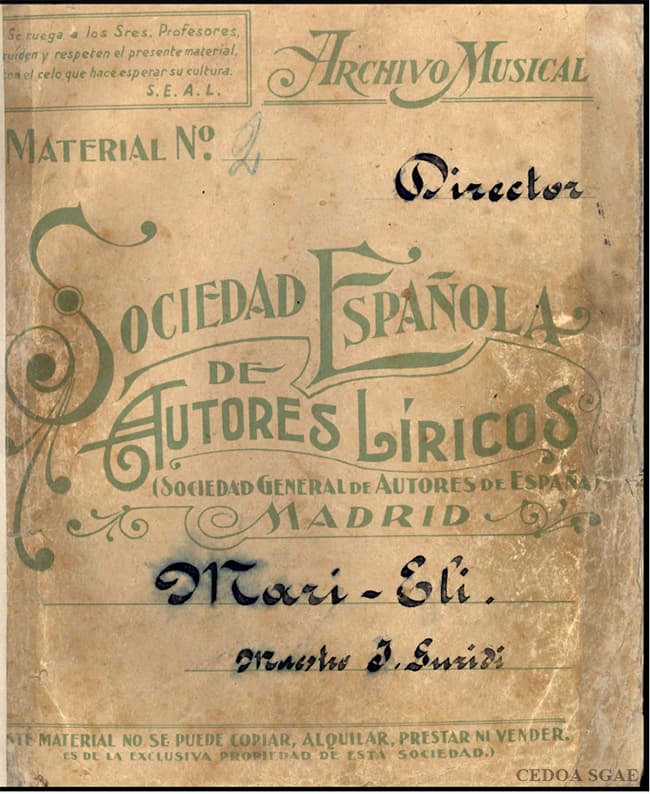 Se ruega a los Sres. Profesores,
cuiden y respeten el presente material,
con el celo que hace esperar su cultura.
S. E. A. L.
ARCHIVO MUSICAL
MATERIAL Nº 2
Director
SOCIEDAD ESPAÑOLA
DE
AUTORES LÍRICOS
(SOCIEDAD GENERAL DE AUTORES DE ESPAÑA)
MADRID
Mari-Eli.
Maestro J. Guridi
ESTE MATERIAL NO SE PUEDE COPIAR, ALQUILAR, PRESTAR NI VENDER.
(ES DE LA EXCLUSIVA PROPIEDAD DE ESTA SOCIEDAD.)
CEDOA SGAE